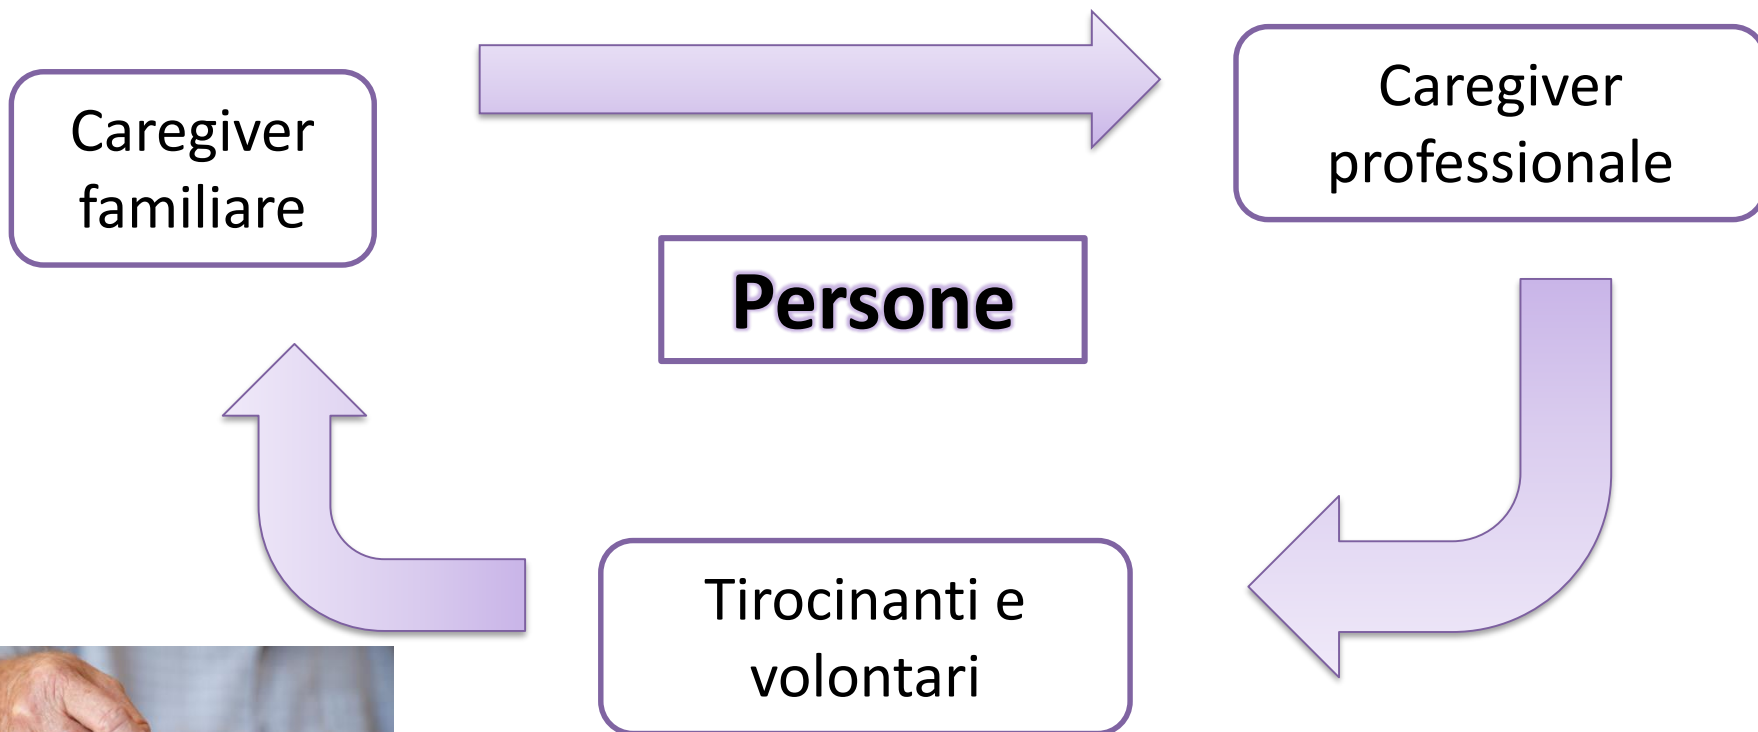 Caregiver
familiare
Caregiver
professionale
Persone
Tirocinanti e
volontari